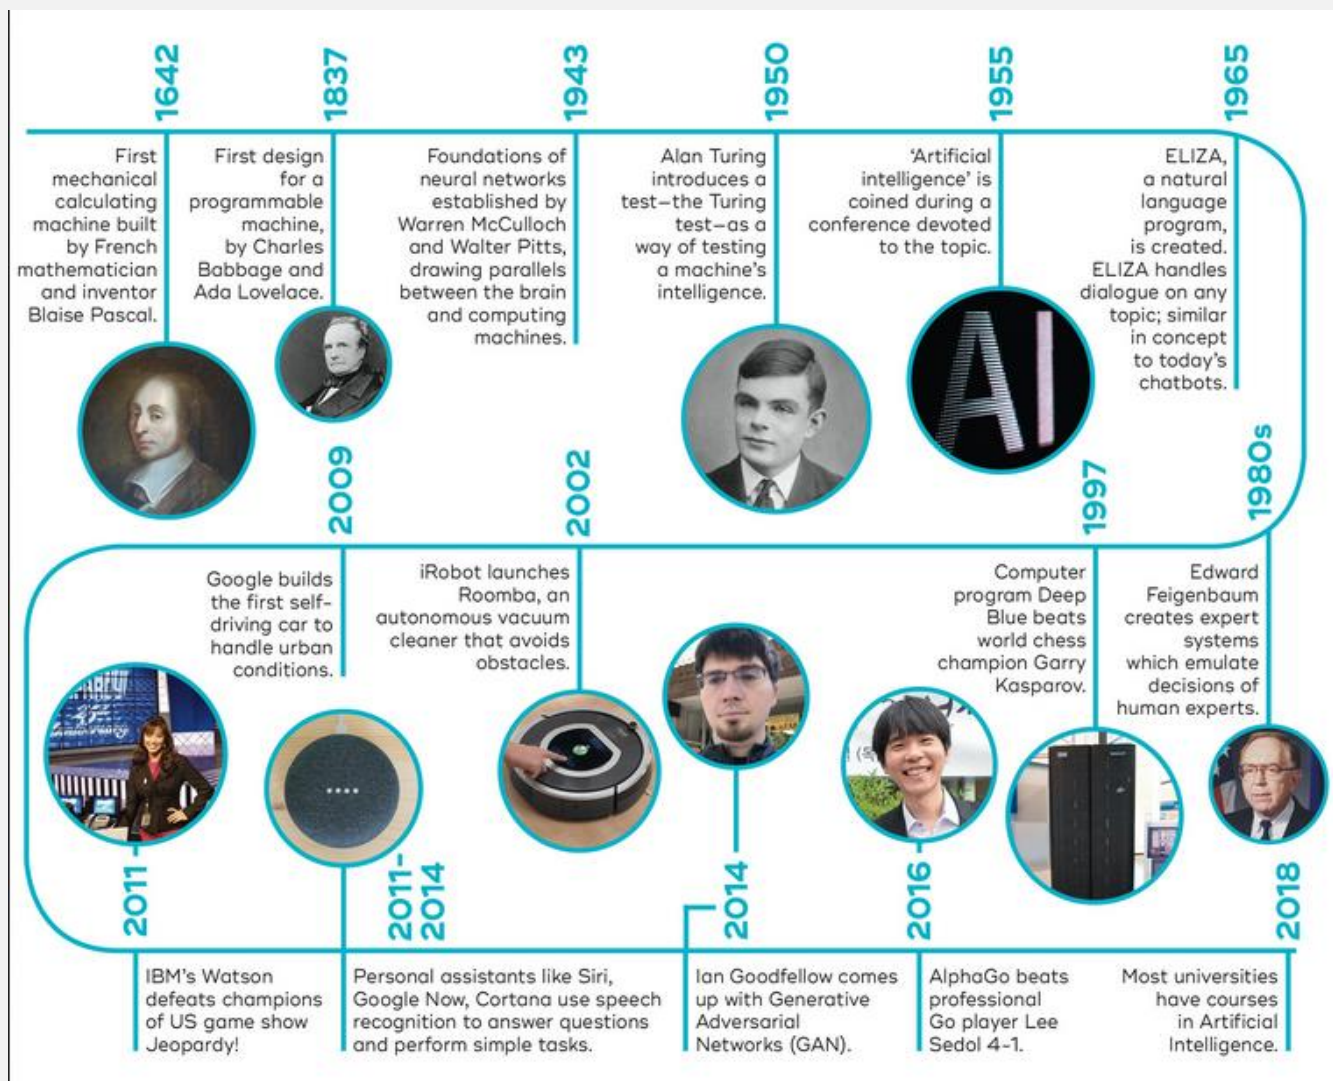 1642
First
mechanical
calculating
machine built
by French
mathematician
and inventor
Blaise Pascal.
1837
First design
for a
programmable
machine,
by Charles
Babbage and
Ada Lovelace.
1943
Foundations of
neural networks
established by
Warren McCulloch
and Walter Pitts,
drawing parallels
between the brain
and computing
machines.
1950
Alan Turing
introduces a
test—the Turing
test—as a
way of testing
a machine's
intelligence.
1955
'Artificial
intelligence' is
coined during a
conference devoted
to the topic.
AI
1965
ELIZA,
a natural
language
program,
is created.
ELIZA handles
dialogue on any
topic; similar
in concept
to today's
chatbots.
1980s
Edward
Feigenbaum
creates expert
systems
which emulate
decisions of
human experts.
1997
Computer
program Deep
Blue beats
world chess
champion Garry
Kasparov.
2002
iRobot launches
Roomba, an
autonomous vacuum
cleaner that avoids
obstacles.
2009
Google builds
the first self-
driving car to
handle urban
conditions.
2011
IBM's Watson
defeats champions
of US game show
Jeopardy!
2011-
2014
Personal assistants like Siri,
Google Now, Cortana use speech
recognition to answer questions
and perform simple tasks.
2014
Ian Goodfellow comes
up with Generative
Adversarial
Networks (GAN).
2016
AlphaGo beats
professional
Go player Lee
Sedol 4-1.
2018
Most universities
have courses
in Artificial
Intelligence.